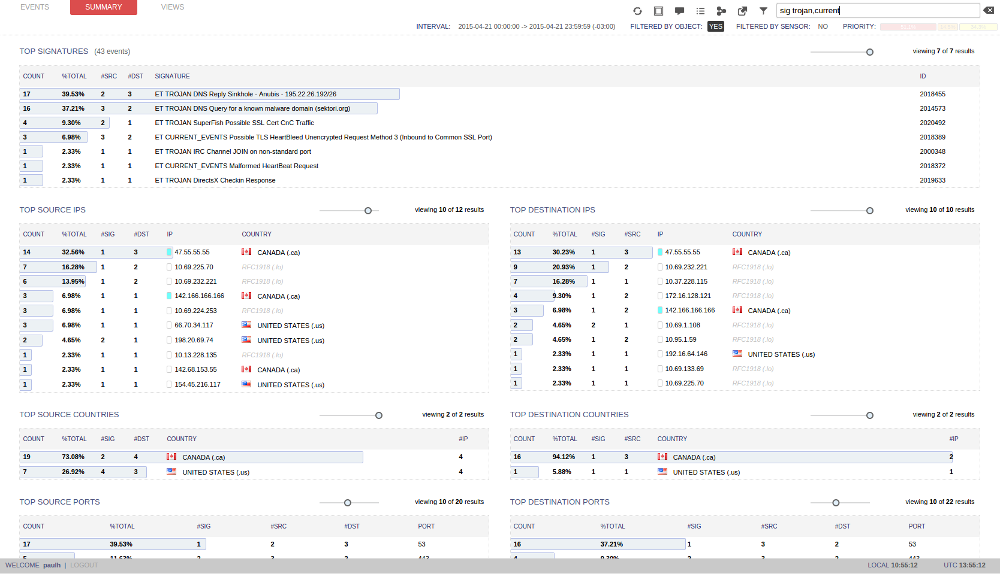 EVENTS SUMMARY VIEWS sig trojan,current
INTERVAL: 2015-04-21 00:00:00 -> 2015-04-21 23:59:59 (-03:00) FILTERED BY OBJECT: YES FILTERED BY SENSOR: NO PRIORITY: 51.1% 14.5% 34.3%
TOP SIGNATURES (43 events) viewing 7 of 7 results
COUNT %TOTAL #SRC #DST SIGNATURE ID
17 39.53% 2 3 ET TROJAN DNS Reply Sinkhole - Anubis - 195.22.26.192/26 2018455
16 37.21% 3 2 ET TROJAN DNS Query for a known malware domain (sektori.org) 2014573
4 9.30% 2 1 ET TROJAN SuperFish Possible SSL Cert CnC Traffic 2020492
3 6.98% 3 2 ET CURRENT_EVENTS Possible TLS HeartBleed Unencrypted Request Method 3 (Inbound to Common SSL Port) 2018389
1 2.33% 1 1 ET TROJAN IRC Channel JOIN on non-standard port 2000348
1 2.33% 1 1 ET CURRENT_EVENTS Malformed HeartBeat Request 2018372
1 2.33% 1 1 ET TROJAN DirectsX Checkin Response 2019633
TOP SOURCE IPS viewing 10 of 12 results
COUNT %TOTAL #SIG #DST IP COUNTRY
14 32.56% 1 3 47.55.55.55 CANADA (.ca)
7 16.28% 1 2 10.69.225.70 RFC1918 (.lo)
6 13.95% 1 2 10.69.232.221 RFC1918 (.lo)
3 6.98% 1 1 142.166.166.166 CANADA (.ca)
3 6.98% 1 1 10.69.224.253 RFC1918 (.lo)
3 6.98% 1 1 66.70.34.117 UNITED STATES (.us)
2 4.65% 2 1 198.20.69.74 UNITED STATES (.us)
1 2.33% 1 1 10.13.228.135 RFC1918 (.lo)
1 2.33% 1 1 142.68.153.55 CANADA (.ca)
1 2.33% 1 1 154.45.216.117 UNITED STATES (.us)
TOP DESTINATION IPS viewing 10 of 10 results
COUNT %TOTAL #SIG #SRC IP COUNTRY
13 30.23% 1 3 47.55.55.55 CANADA (.ca)
9 20.93% 1 2 10.69.232.221 RFC1918 (.lo)
7 16.28% 1 1 10.37.228.115 RFC1918 (.lo)
4 9.30% 1 2 172.16.128.121 RFC1918 (.lo)
3 6.98% 1 2 142.166.166.166 CANADA (.ca)
2 4.65% 2 1 10.69.1.108 RFC1918 (.lo)
2 4.65% 1 2 10.95.1.59 RFC1918 (.lo)
1 2.33% 1 1 192.16.64.146 UNITED STATES (.us)
1 2.33% 1 1 10.69.133.69 RFC1918 (.lo)
1 2.33% 1 1 10.69.225.70 RFC1918 (.lo)
TOP SOURCE COUNTRIES viewing 2 of 2 results
COUNT %TOTAL #SIG #DST COUNTRY #IP
19 73.08% 2 4 CANADA (.ca) 4
7 26.92% 4 3 UNITED STATES (.us) 4
TOP DESTINATION COUNTRIES viewing 2 of 2 results
COUNT %TOTAL #SIG #SRC COUNTRY #IP
16 94.12% 1 3 CANADA (.ca) 2
1 5.88% 1 1 UNITED STATES (.us) 1
TOP SOURCE PORTS viewing 10 of 20 results
COUNT %TOTAL #SIG #SRC #DST PORT
17 39.53% 1 2 3 53
5 11.63% 2 3 2 443
TOP DESTINATION PORTS viewing 10 of 22 results
COUNT %TOTAL #SIG #SRC #DST PORT
16 37.21% 1 3 2 53
4 9.30% 2 3 2 443
WELCOME paulh | LOGOUT LOCAL 10:55:12 UTC 13:55:12